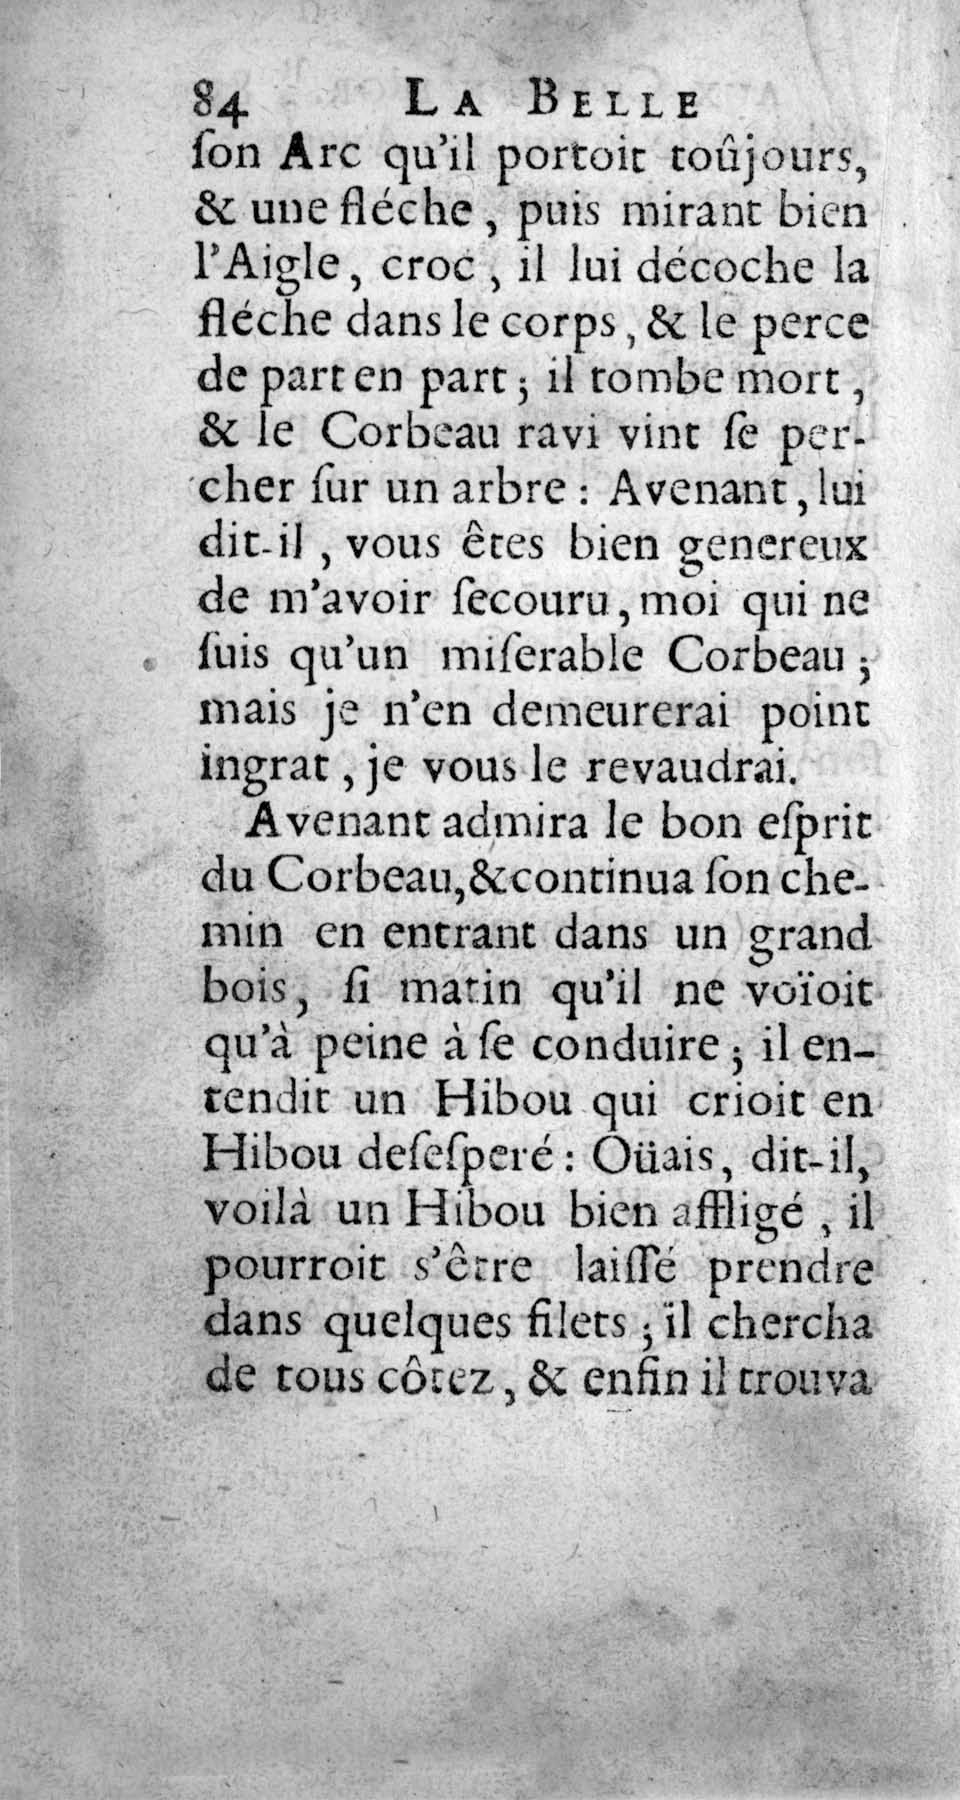 84 LA BELLE
ſon Arc qu'il portoit toûjours,
& une fléche, puis mirant bien
l'Aigle, croc, il lui décoche la
fléche dans le corps, & le perce
de part en part; il tombe mort,
& le Corbeau ravi vint ſe per-
cher ſur un arbre: Avenant, lui
dit-il, vous êtes bien genereux
de m'avoir ſecouru, moi qui ne
ſuis qu'un miſerable Corbeau;
mais je n'en demeurerai point
ingrat, je vous le revaudrai.
Avenant admira le bon eſprit
du Corbeau, & continua ſon che-
min en entrant dans un grand
bois, ſi matin qu'il ne voïoit
qu'à peine à ſe conduire; il en-
tendit un Hibou qui crioit en
Hibou deſeſperé: Oüais, dit-il,
voilà un Hibou bien affligé, il
pourroit s'être laiſſé prendre
dans quelques filets; il chercha
de tous côtez, & enfin il trouva